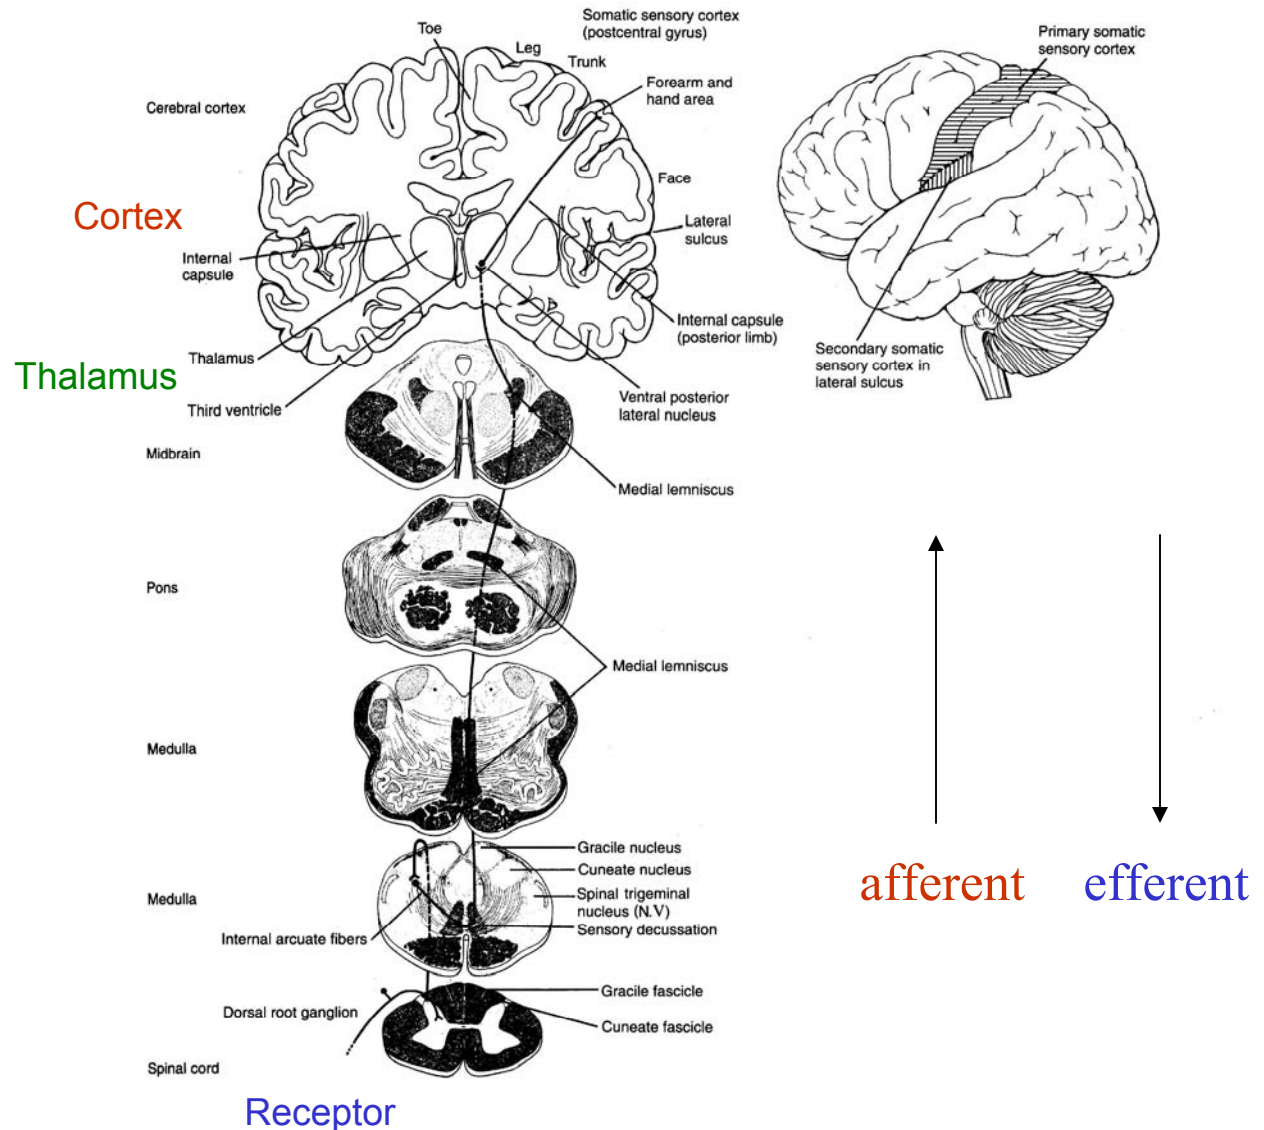 Toe
Somatic sensory cortex
(postcentral gyrus)
Leg
Trunk
Forearm and
hand area
Cerebral cortex
Face
Cortex
Lateral
sulcus
Internal
capsule
Internal capsule
(posterior limb)
Thalamus
Thalamus
Third ventricle
Ventral posterior
lateral nucleus
Midbrain
Medial lemniscus
Pons
Medial lemniscus
Medulla
Gracile nucleus
Cuneate nucleus
Medulla
Spinal trigeminal
nucleus (N.V)
Sensory decussation
Internal arcuate fibers
Gracile fascicle
Dorsal root ganglion
Cuneate fascicle
Spinal cord
Receptor
Primary somatic
sensory cortex
Secondary somatic
sensory cortex in
lateral sulcus
afferent
efferent